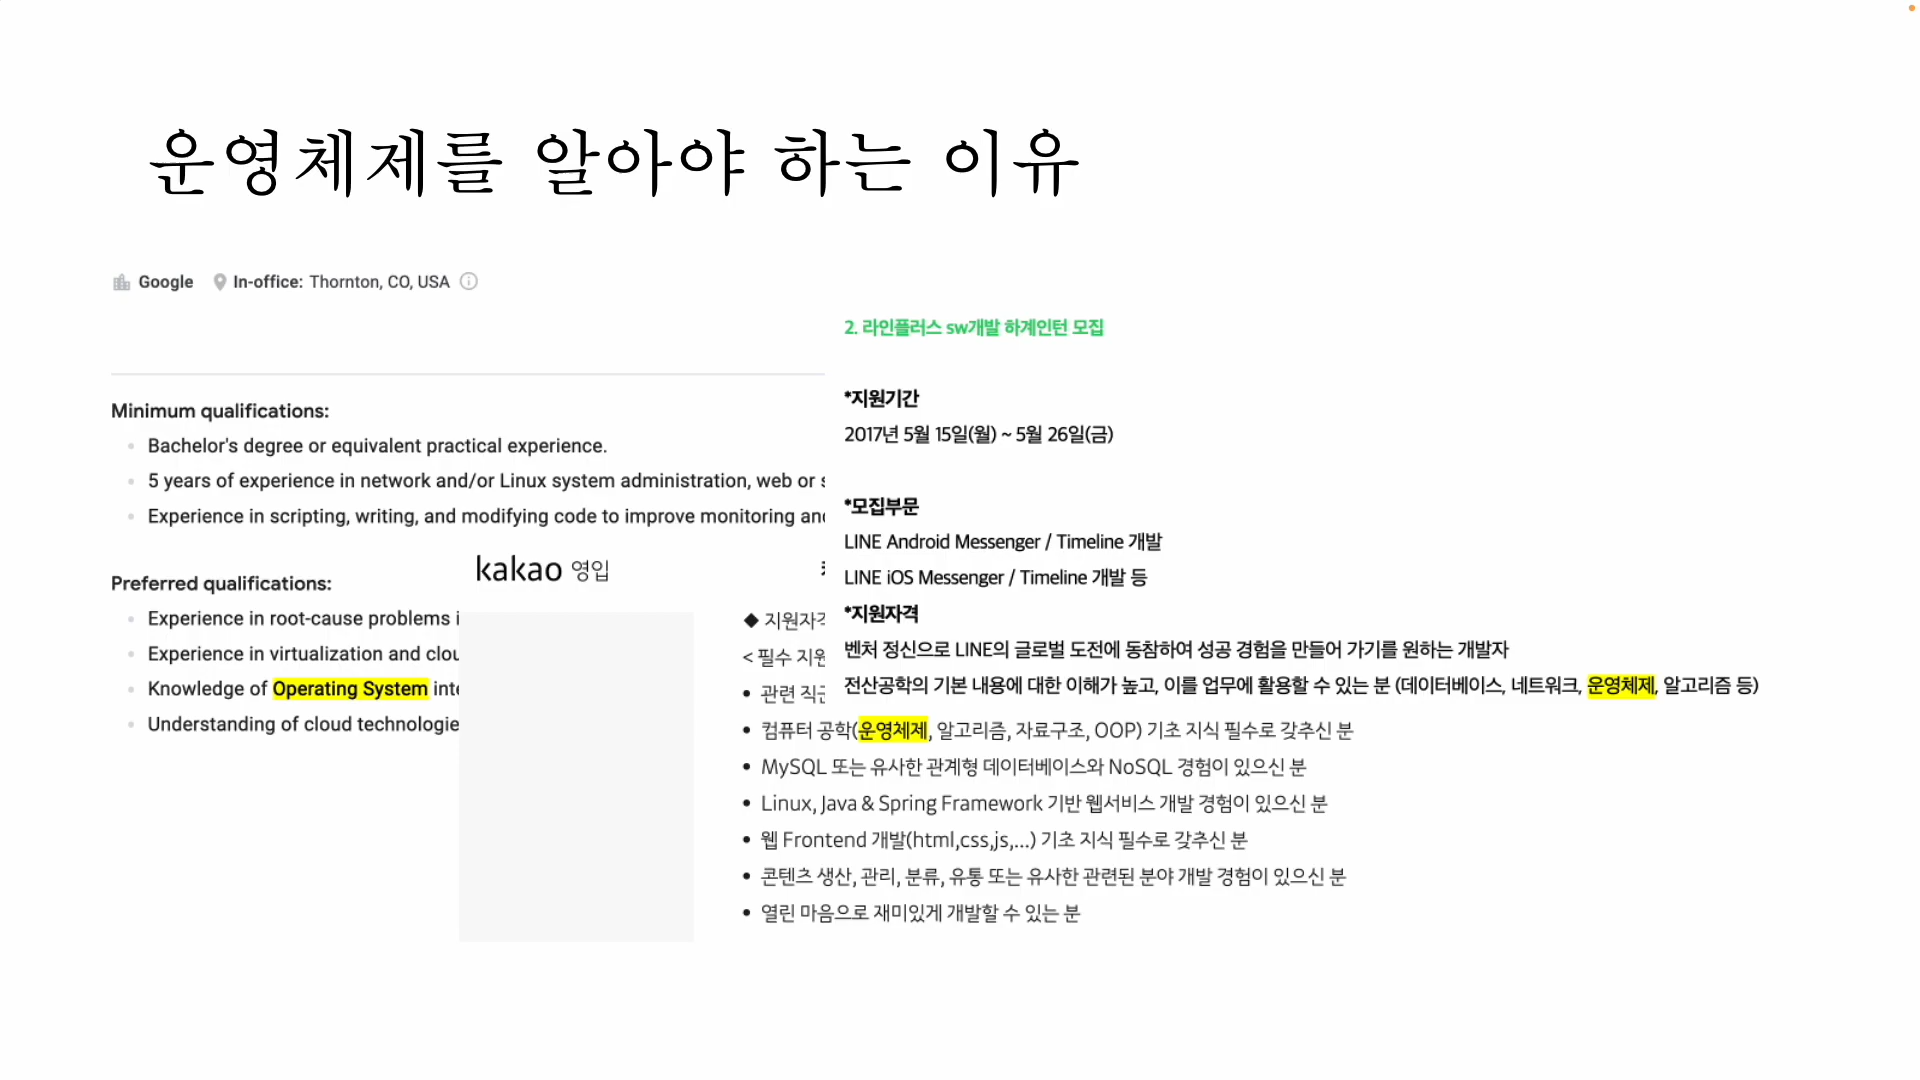 운영체제를 알아야 하는 이유
Google In-office: Thornton, CO, USA
Minimum qualifications:
Bachelor's degree or equivalent practical experience.
5 years of experience in network and/or Linux system administration, web or
Experience in scripting, writing, and modifying code to improve monitoring
Preferred qualifications:
Experience in root-cause problems
Experience in virtualization and
Knowledge of Operating System
Understanding of cloud
kakao 영입
◆ 지원자격
< 필수 지원
• 관련
• 컴퓨터 공학(운영체제, 알고리즘, 자료구조, OOP) 기초 지식 필수로 갖추신 분
• MySQL 또는 유사한 관계형 데이터베이스와 NoSQL 경험이 있으신 분
• Linux, Java & Spring Framework 기반 웹서비스 개발 경험이 있으신 분
• 웹 Frontend 개발(html,css,js,...) 기초 지식 필수로 갖추신 분
• 콘텐츠 생산, 관리, 분류, 유통 또는 유사한 관련된 분야 개발 경험이 있으신 분
• 열린 마음으로 재미있게 개발할 수 있는 분
2. 라인플러스 sw개발 하계인턴 모집
*지원기간
2017년 5월 15일(월) ~ 5월 26일(금)
*모집부문
LINE Android Messenger / Timeline 개발
LINE iOS Messenger / Timeline 개발 등
*지원자격
벤처 정신으로 LINE의 글로벌 도전에 동참하여 성공 경험을 만들어 가기를 원하는 개발자
전산공학의 기본 내용에 대한 이해가 높고, 이를 업무에 활용할 수 있는 분 (데이터베이스, 네트워크, 운영체제, 알고리즘 등)